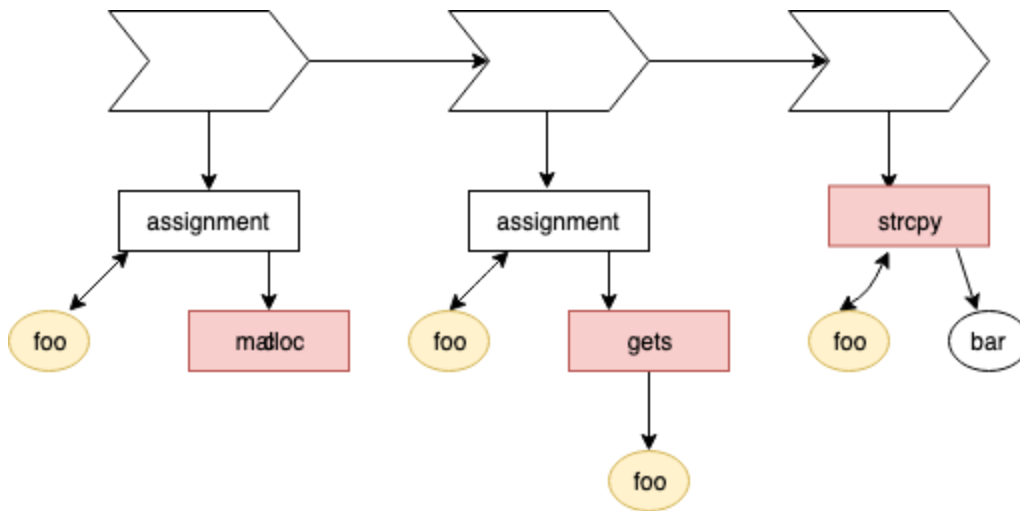 assignment
assignment
strcpy
foo
malloc
foo
gets
foo
bar
foo